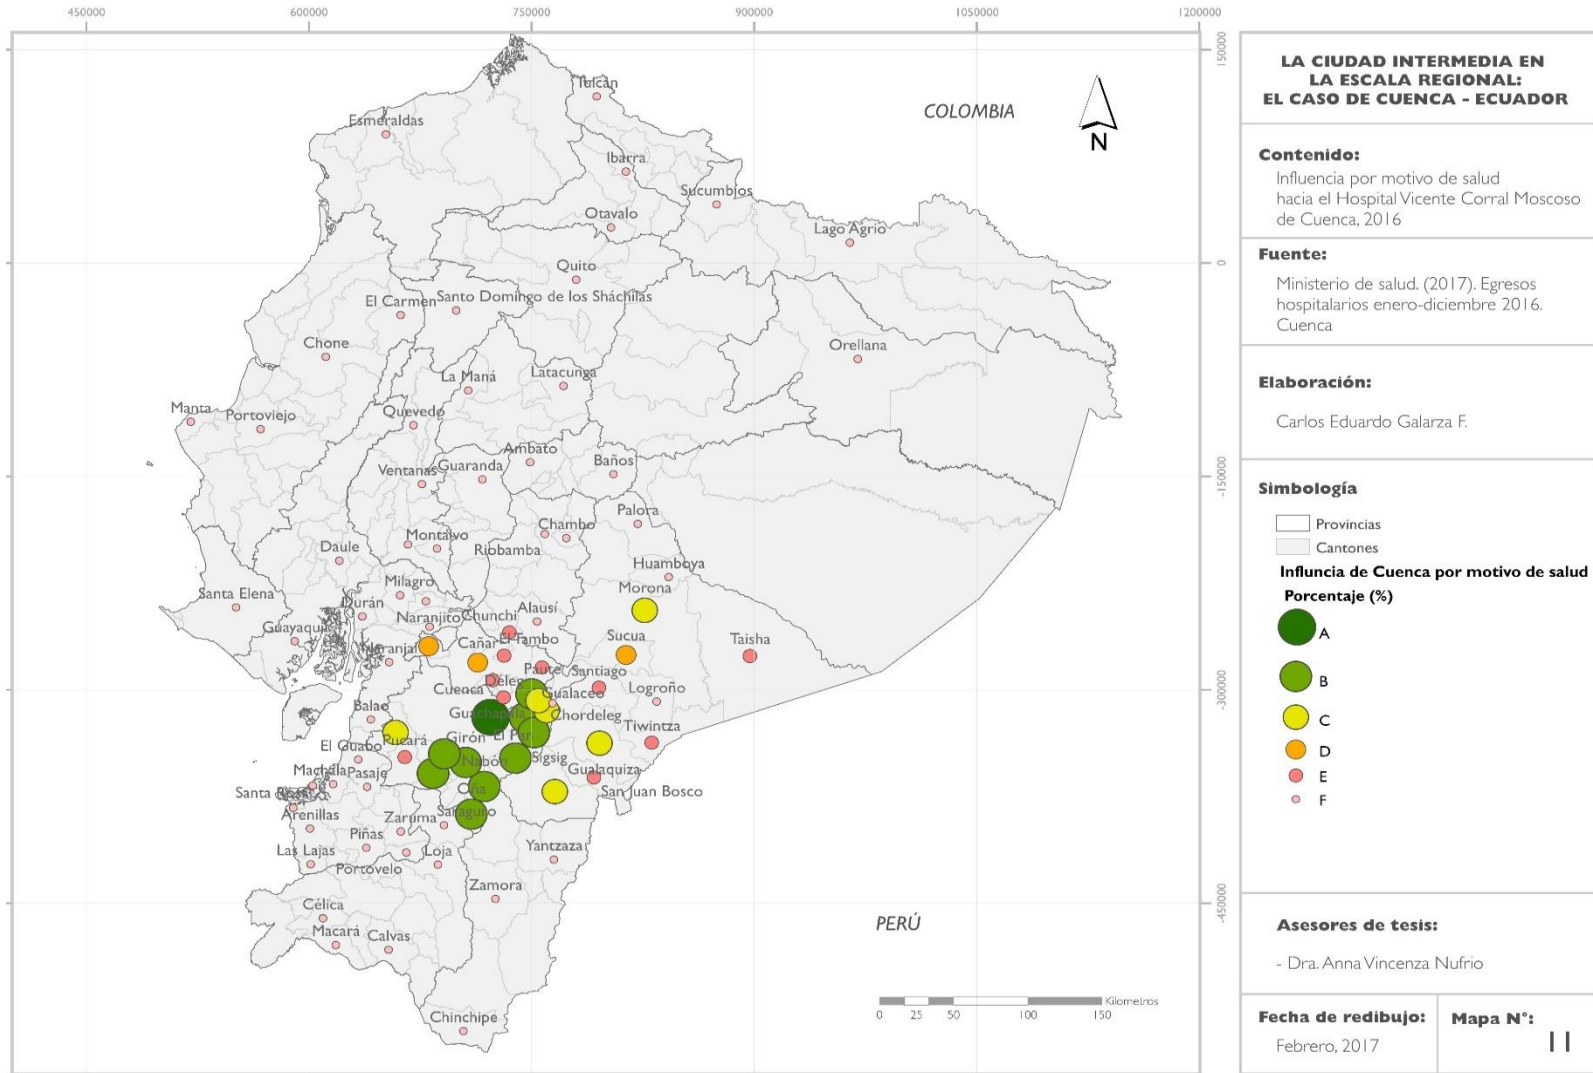 450000
600000
750000
900000
1050000
1200000
150000
0
-150000
-300000
-450000
COLOMBIA
N
Tulcán
Esmeraldas
Ibarra
Sucumbíos
Otavalo
Lago Agrio
Quito
El Carmen
Santo Domingo de los Sháchilas
Chone
Orellana
La Maná
Latacunga
Manta
Portoviejo
Quevedo
Ambato
Ventanas
Guaranda
Baños
Palora
Chambo
Montalvo
Riobamba
Daule
Huamboya
Milagro
Morona
Santa Elena
Durán
Naranjito
Chunchi
Alausí
Guayaquil
Cañar
El Tambo
Sucua
Taisha
Naranjal
Paute
Santiago
Déleg
Cuenca
Gualaceo
Logroño
Guachapala
Chordeleg
Balao
Tiwintza
Pucará
Girón
El Pan
El Guabo
Nabón
Sigsig
Gualaquiza
Machala
Pasaje
Oña
San Juan Bosco
Santa Rosa
Arenillas
Zaruma
Saraguro
Piñas
Las Lajas
Portovelo
Loja
Yantzaza
Zamora
Célica
Macará
Calvas
Chinchipe
PERÚ
Kilometros
0 25 50 100 150
LA CIUDAD INTERMEDIA EN
LA ESCALA REGIONAL:
EL CASO DE CUENCA - ECUADOR
Contenido:
Influencia por motivo de salud
hacia el Hospital Vicente Corral Moscoso
de Cuenca, 2016
Fuente:
Ministerio de salud. (2017). Egresos
hospitalarios enero-diciembre 2016.
Cuenca
Elaboración:
Carlos Eduardo Galarza F.
Simbología
Provincias
Cantones
Influncia de Cuenca por motivo de salud
Porcentaje (%)
A
B
C
D
E
F
Asesores de tesis:
- Dra. Anna Vincenza Nufrio
Fecha de redibujo:
Febrero, 2017
Mapa N°:
11